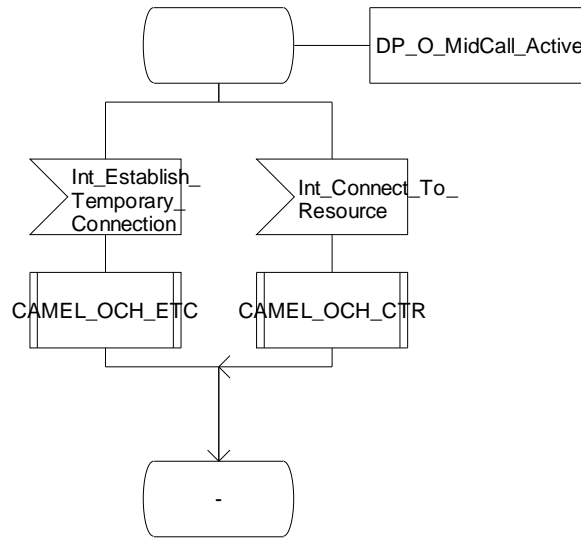 DP_O_MidCall_Active
Int_Establish_
Temporary_
Connection
Int_Connect_To_
Resource
CAMEL_OCH_ETC
CAMEL_OCH_CTR
-